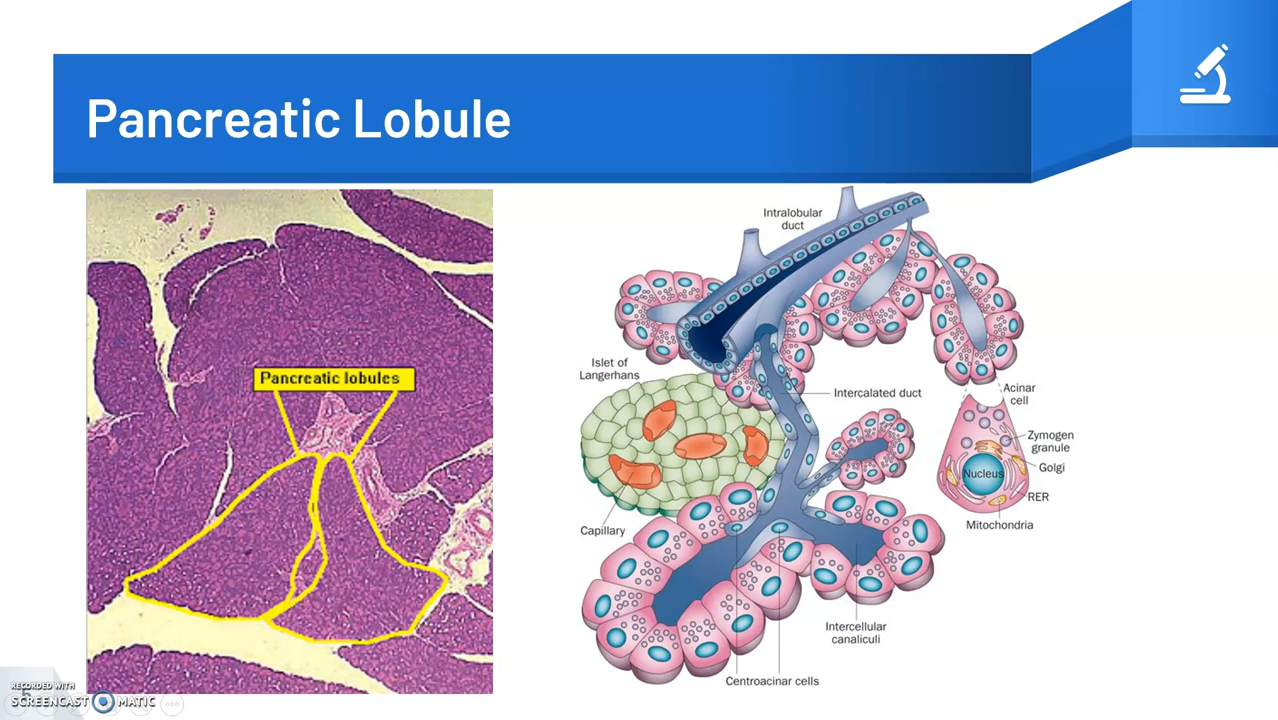 Pancreatic Lobule
Pancreatic lobules
Intralobular
duct
Islet of
Langerhans
Intercalated duct
Acinar
cell
Zymogen
granule
Golgi
Nucleus
RER
Mitochondria
Capillary
Intercellular
canaliculi
Centroacinar cells
5
RECORDED WITH
SCREENCAST MATIC